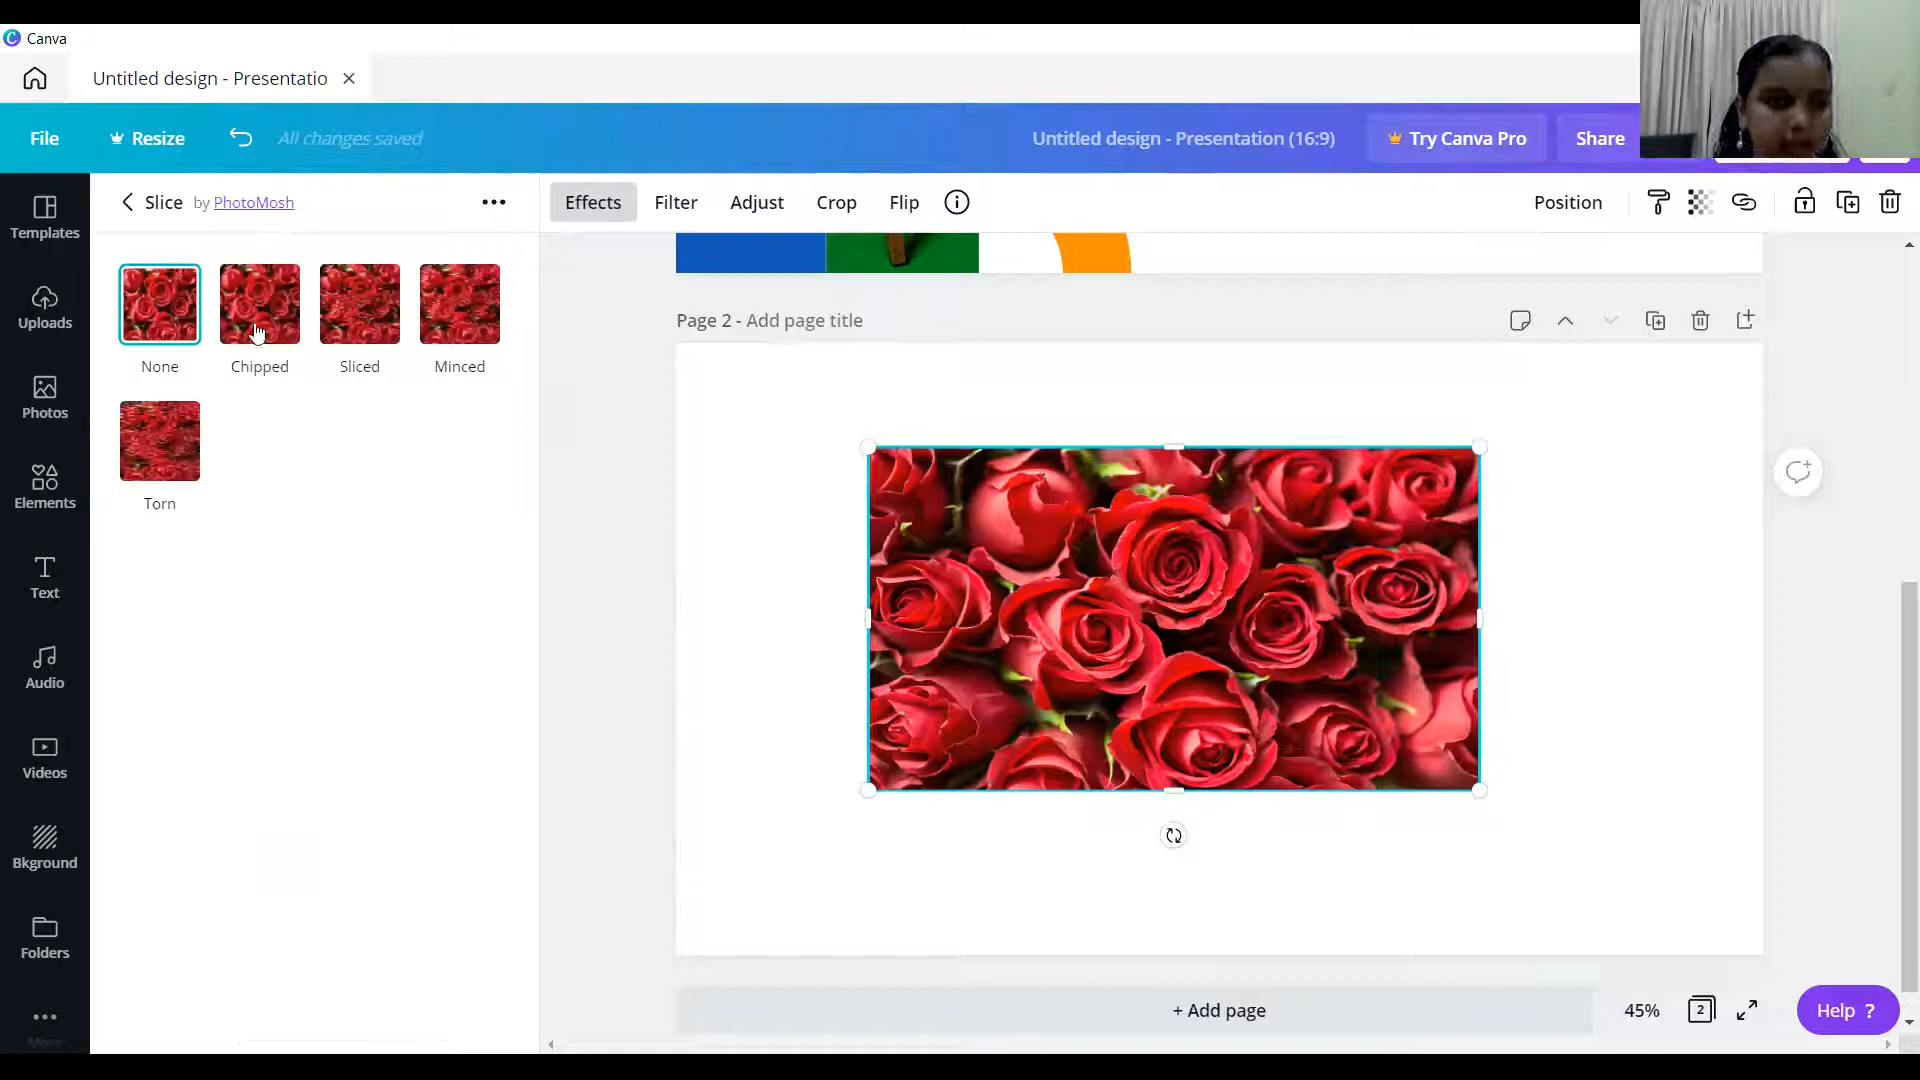 Canva
Untitled design - Presentatio
File
Resize
All changes saved
Untitled design - Presentation (16:9)
Try Canva Pro
Share
Templates
Uploads
Photos
Elements
Text
Audio
Videos
Bkground
Folders
Slice by PhotoMosh
None
Chipped
Sliced
Minced
Torn
Effects
Filter
Adjust
Crop
Flip
Position
Page 2 - Add page title
+ Add page
45%
2
Help ?